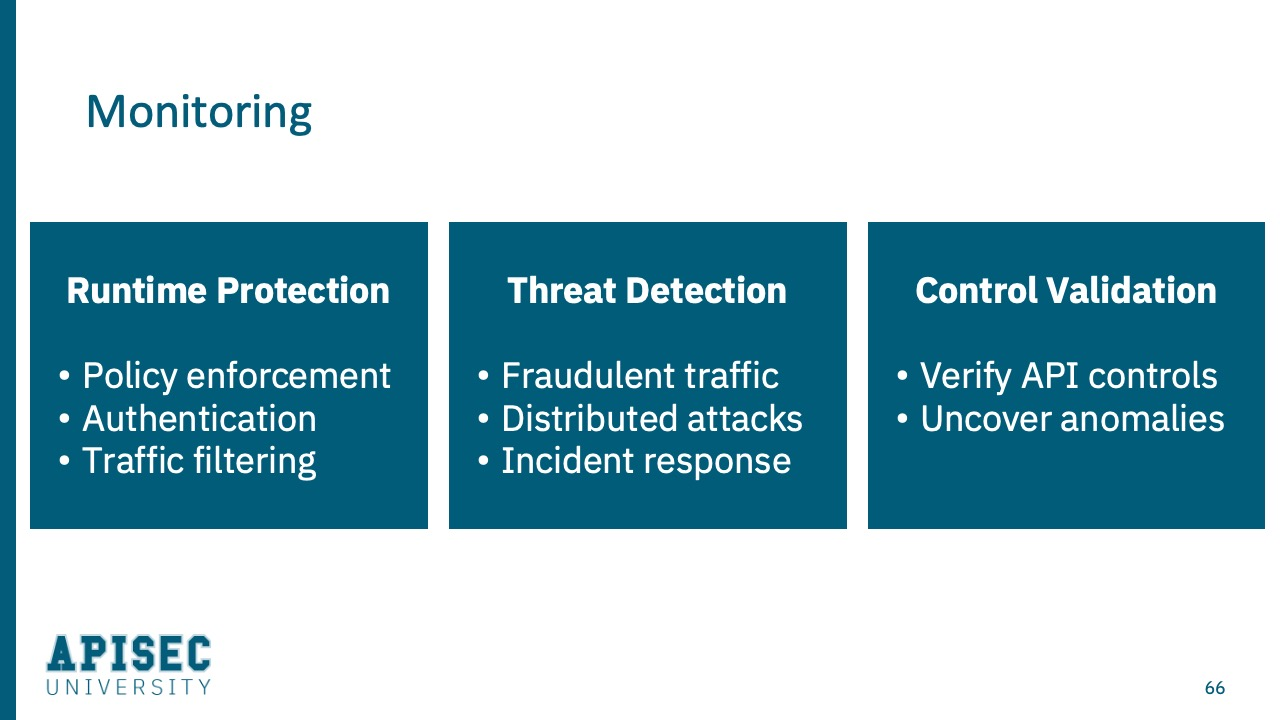 Monitoring
Runtime Protection
• Policy enforcement
• Authentication
• Traffic filtering
Threat Detection
• Fraudulent traffic
• Distributed attacks
• Incident response
Control Validation
• Verify API controls
• Uncover anomalies
APISEC
UNIVERSITY
66